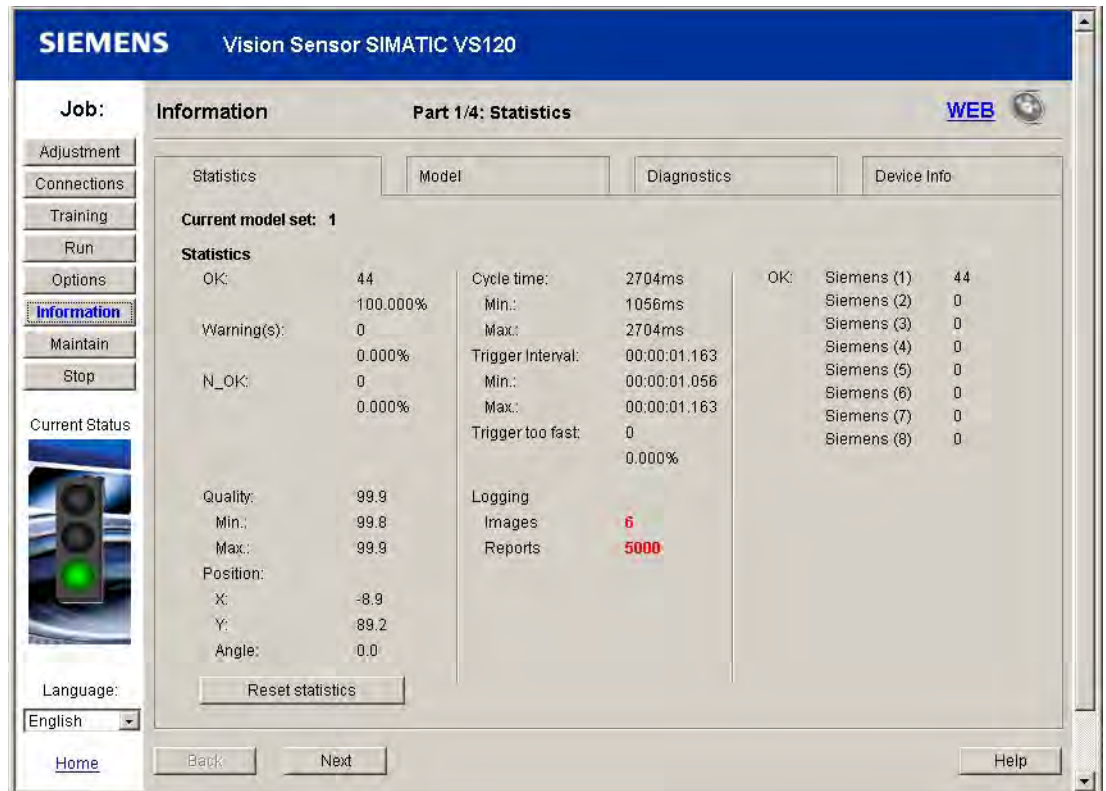 SIEMENS Vision Sensor SIMATIC VS120
Job: Information Part 1/4: Statistics WEB
Adjustment
Connections
Training
Run
Options
Information
Maintain
Stop
Current Status
Language:
English
Home
Statistics Model Diagnostics Device Info
Current model set: 1
Statistics
OK: 44
100.000%
Warning(s): 0
0.000%
N_OK: 0
0.000%
Quality: 99.9
Min.: 99.8
Max.: 99.9
Position:
X: -8.9
Y: 89.2
Angle: 0.0
Reset statistics
Cycle time: 2704ms
Min.: 1056ms
Max.: 2704ms
Trigger Interval: 00:00:01.163
Min.: 00:00:01.056
Max.: 00:00:01.163
Trigger too fast: 0
0.000%
Logging
Images 6
Reports 5000
OK: Siemens (1) 44
Siemens (2) 0
Siemens (3) 0
Siemens (4) 0
Siemens (5) 0
Siemens (6) 0
Siemens (7) 0
Siemens (8) 0
Back Next Help